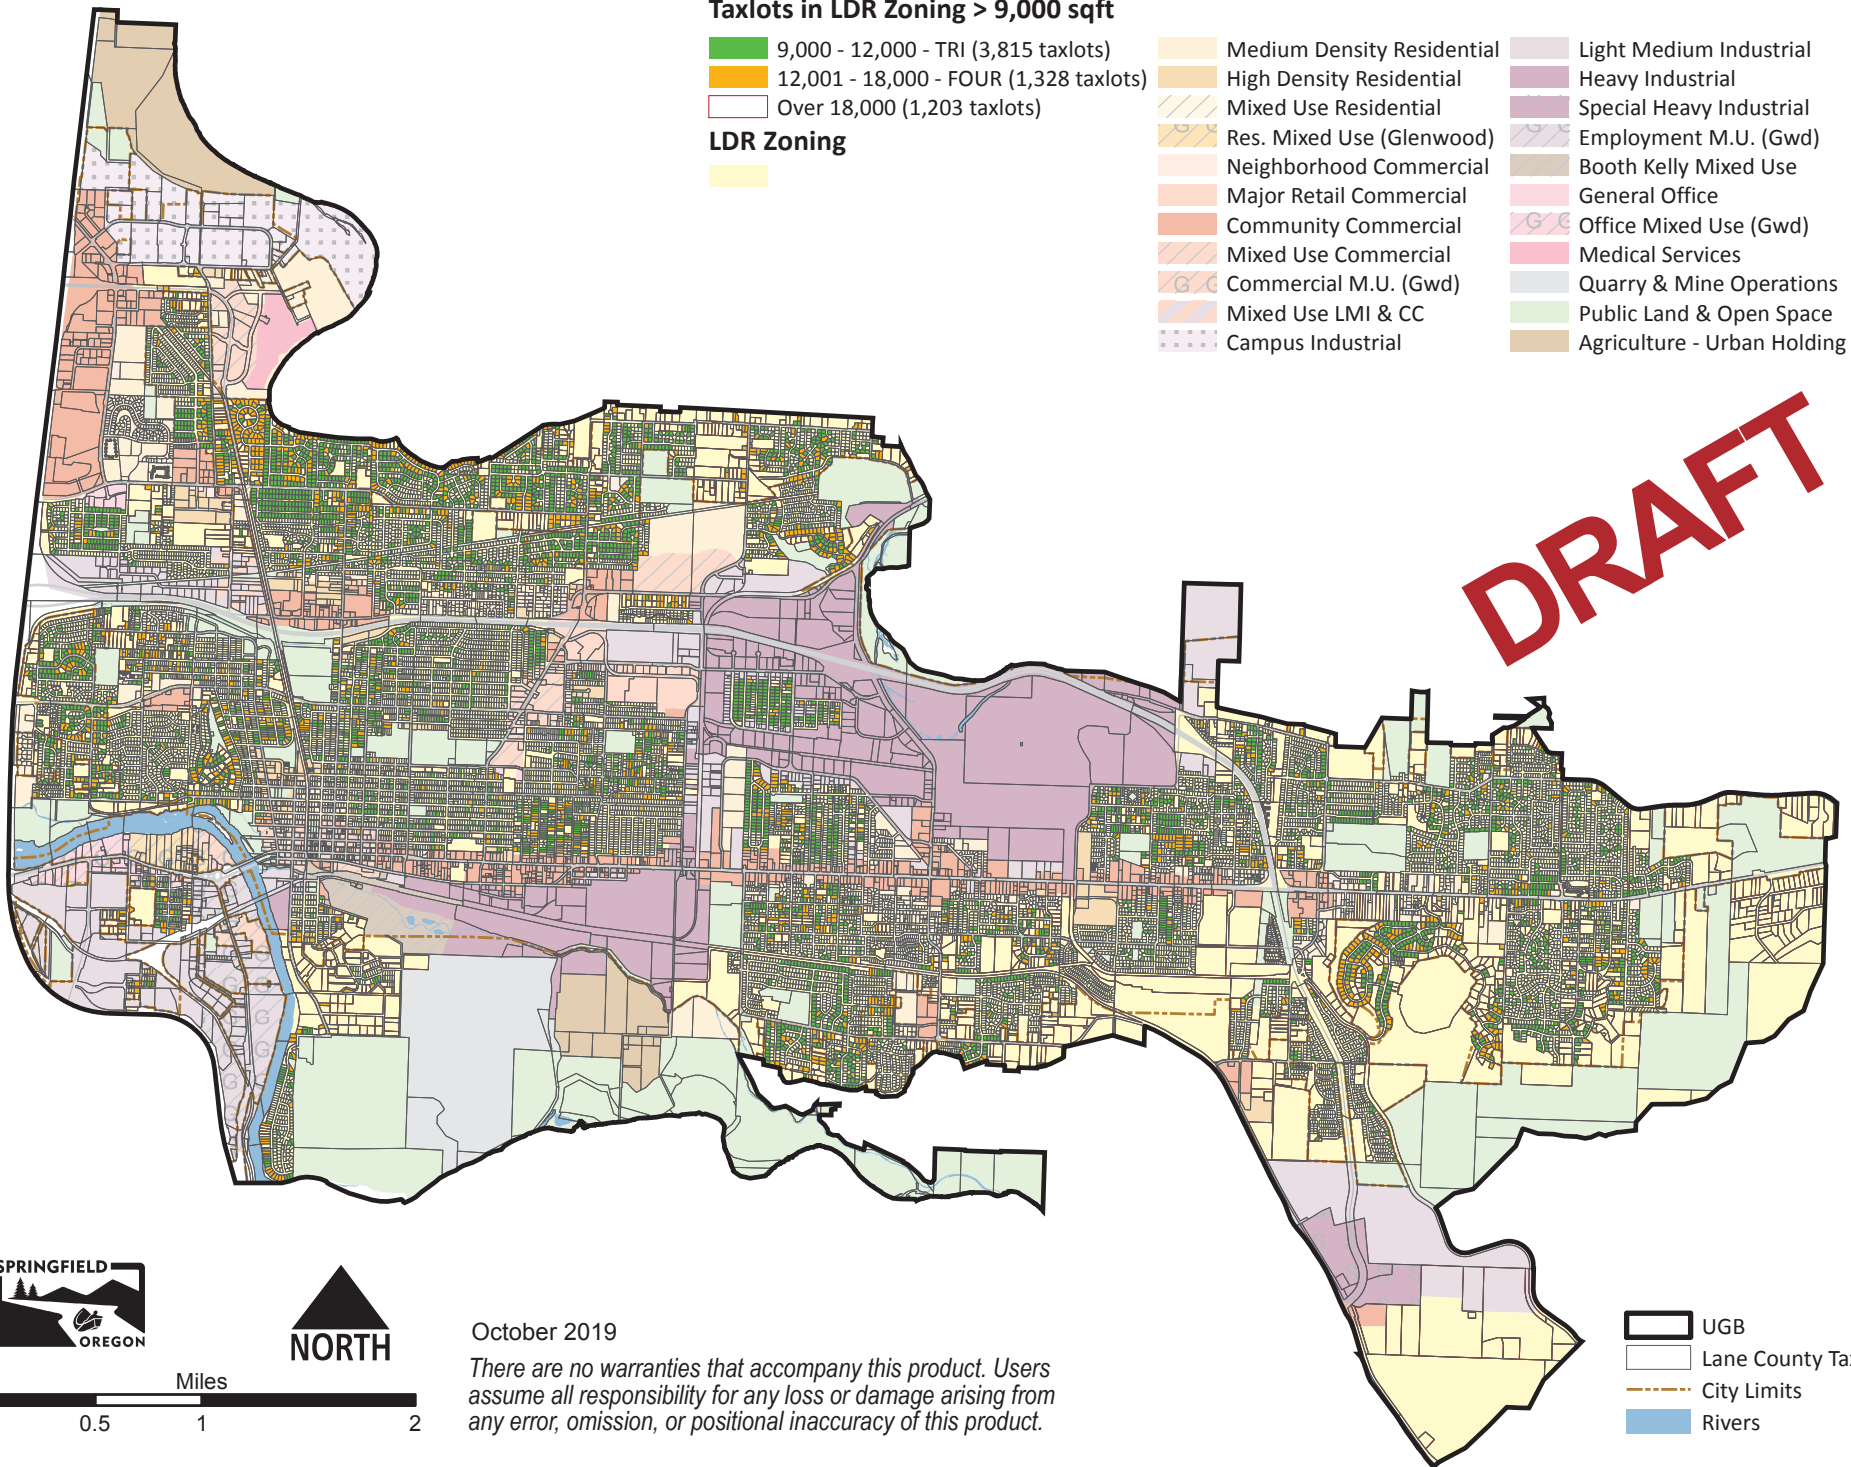 Taxlots in LDR Zoning > 9,000 sqft
9,000 - 12,000 - TRI (3,815 taxlots)
12,001 - 18,000 - FOUR (1,328 taxlots)
Over 18,000 (1,203 taxlots)
LDR Zoning
Medium Density Residential
High Density Residential
Mixed Use Residential
G G
Res. Mixed Use (Glenwood)
Neighborhood Commercial
Major Retail Commercial
Community Commercial
Mixed Use Commercial
G G
Commercial M.U. (Gwd)
Mixed Use LMI & CC
Campus Industrial
Light Medium Industrial
Heavy Industrial
Special Heavy Industrial
G G
Employment M.U. (Gwd)
Booth Kelly Mixed Use
General Office
G G
Office Mixed Use (Gwd)
Medical Services
Quarry & Mine Operations
Public Land & Open Space
Agriculture - Urban Holding
DRAFT
G
G
G
G
G
G
G
G
SPRINGFIELD
OREGON
NORTH
Miles
0.5 1 2
October 2019
There are no warranties that accompany this product. Users
assume all responsibility for any loss or damage arising from
any error, omission, or positional inaccuracy of this product.
UGB
Lane County Tax
City Limits
Rivers